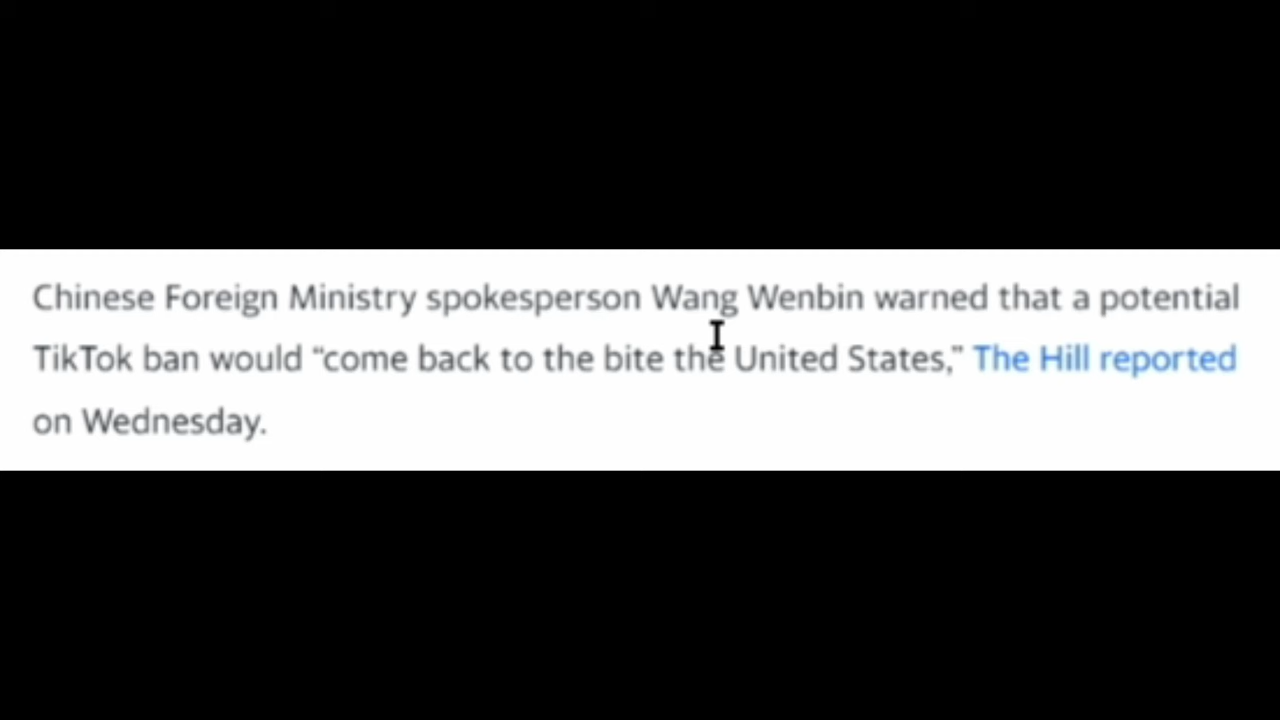 Chinese Foreign Ministry spokesperson Wang Wenbin warned that a potential
TikTok ban would “come back to the bite the United States,” The Hill reported
on Wednesday.